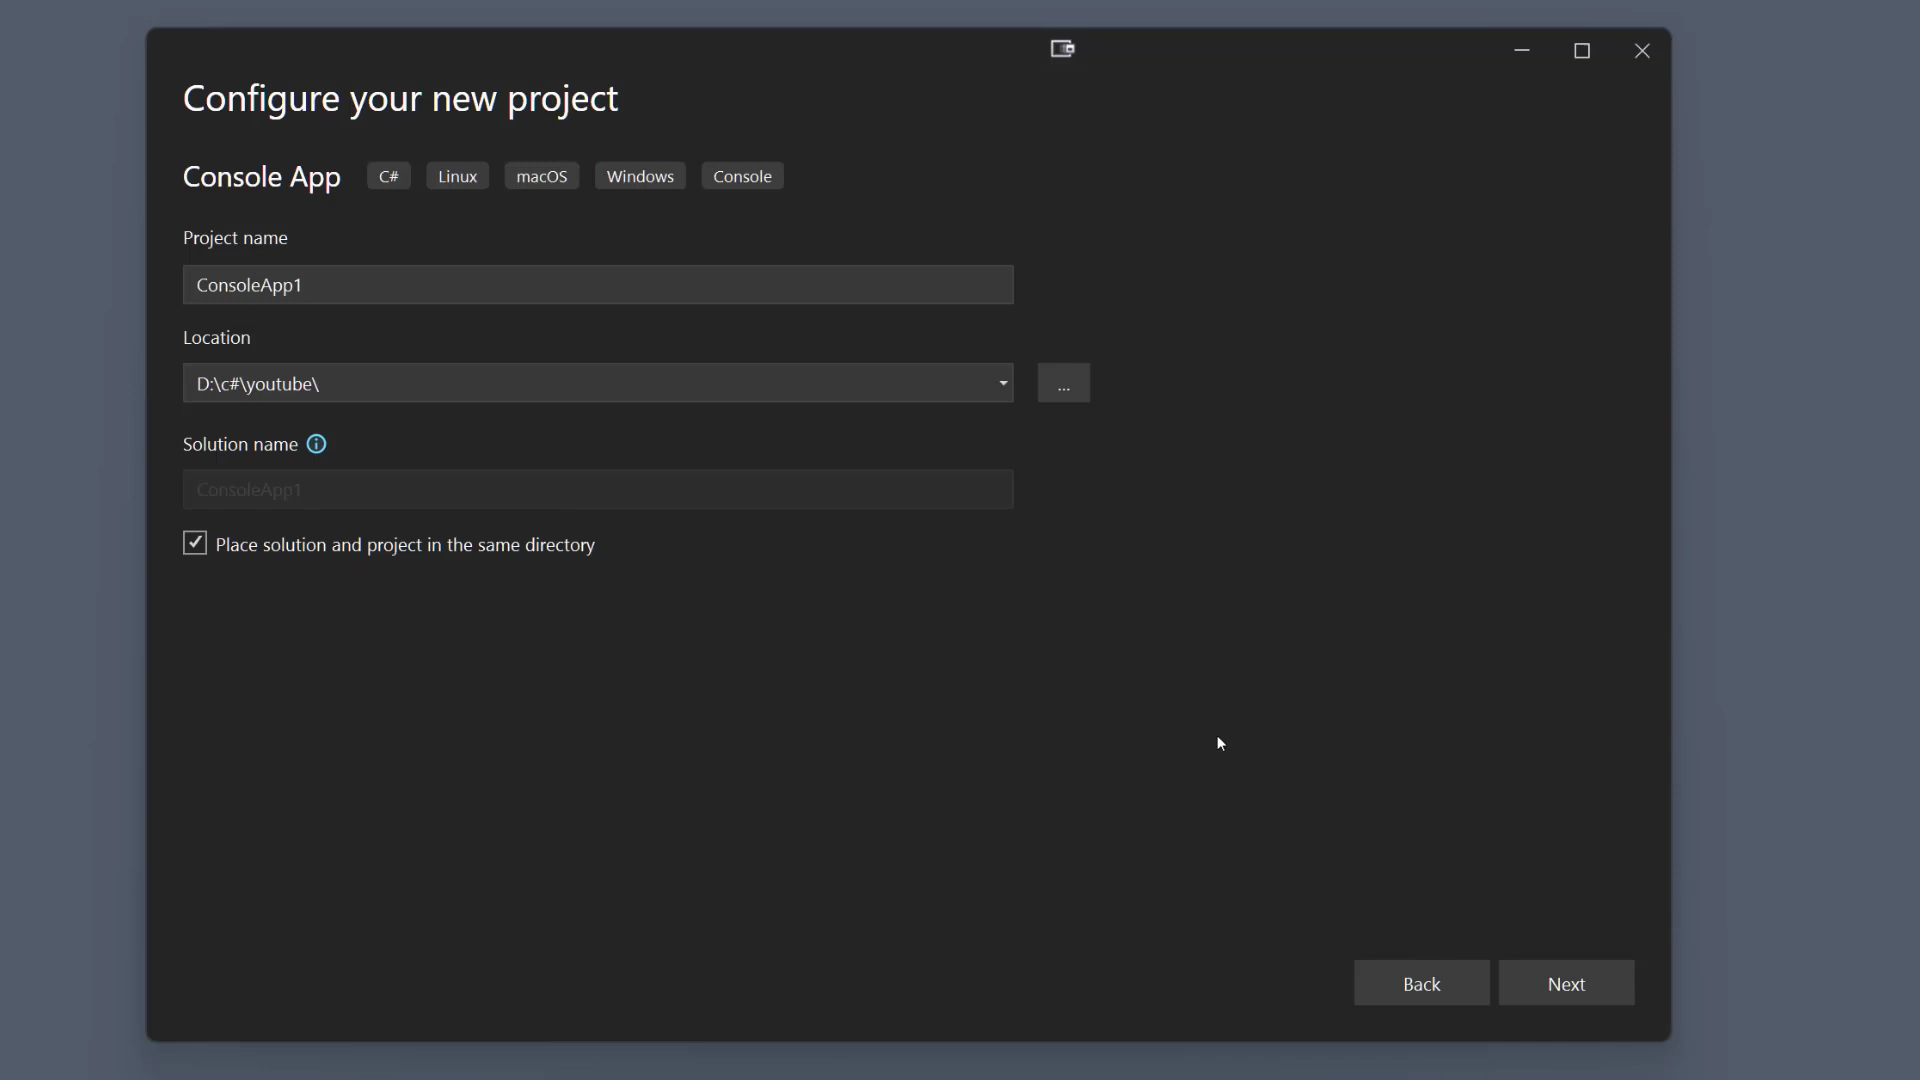 Configure your new project
Console App C# Linux macOS Windows Console
Project name
ConsoleApp1
Location
D:\c#\youtube\
...
Solution name
ConsoleApp1
Place solution and project in the same directory
Back Next